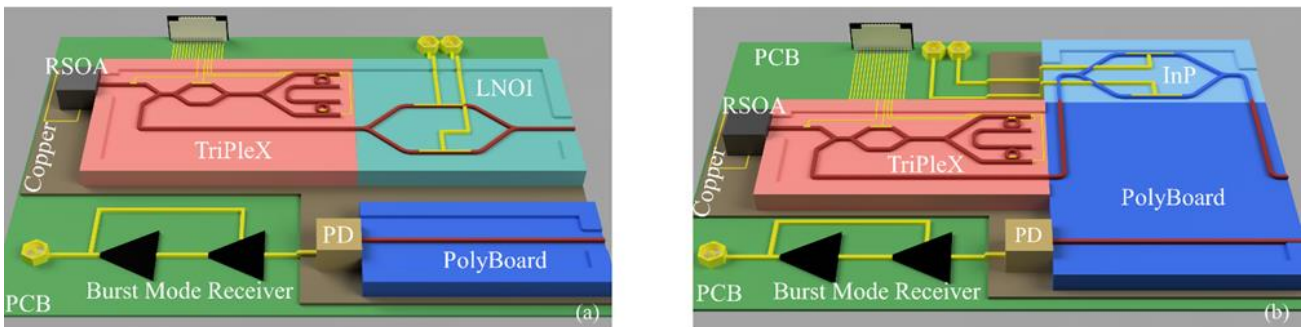 RSOA
LNOI
Copper
TriPleX
PD
PolyBoard
Burst Mode Receiver
PCB
(a)
PCB
InP
RSOA
Copper
TriPleX
PolyBoard
PD
Burst Mode Receiver
PCB
(b)